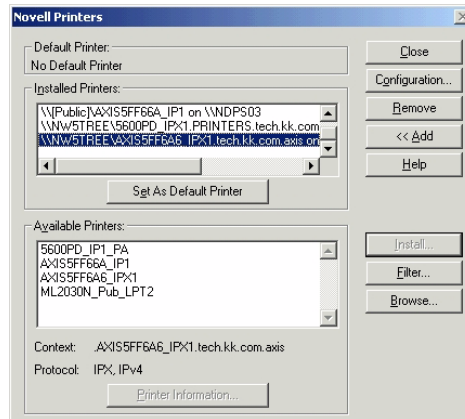 Novell Printers
Default Printer:
No Default Printer
Installed Printers:
\\[Public]\AXIS5FF66A_IP1 on \\NDPS03
\\NW5TREE\5600PD_IPX1.PRINTERS.tech.kk.com
\\NW5TREE\AXIS5FF6A6_IPX1.tech.kk.com.axis on
Set As Default Printer
Available Printers:
5600PD_IP1_PA
AXIS5FF66A_IP1
AXIS5FF6A6_IPX1
ML2030N_Pub_LPT2
Context: .AXIS5FF6A6_IPX1.tech.kk.com.axis
Protocol: IPX, IPv4
Printer Information...
Close
Configuration...
Remove
<< Add
Help
Install...
Filter...
Browse...